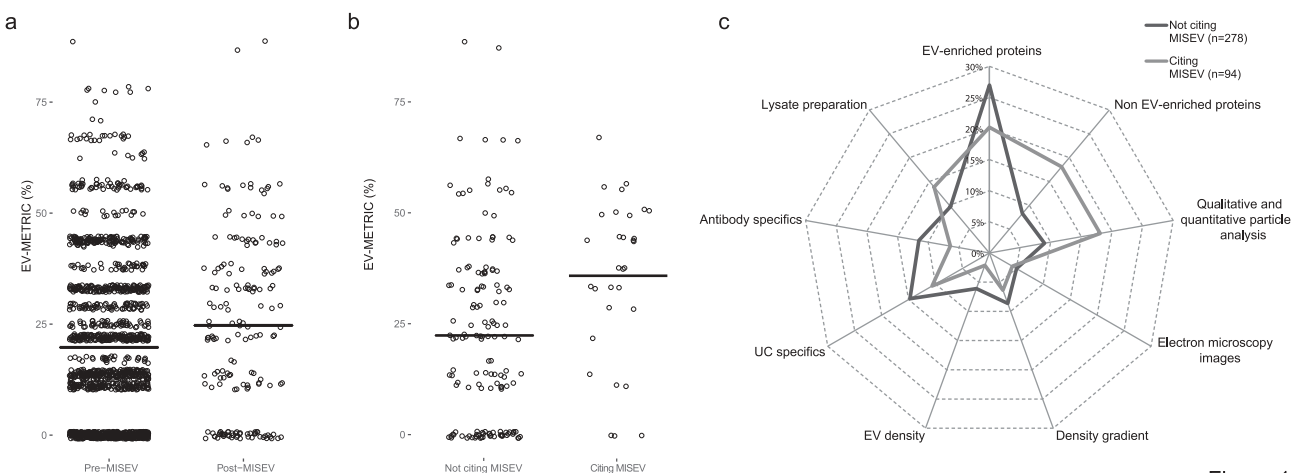 a
EV-METRIC (%)
75
50
25
0
Pre-MISEV
Post-MISEV
b
EV-METRIC (%)
75
50
25
0
Not citing MISEV
Citing MISEV
c
Not citing
MISEV (n=278)
Citing
MISEV (n=94)
EV-enriched proteins
30%
25%
20%
15%
10%
5%
0%
Non EV-enriched proteins
Qualitative and
quantitative particle
analysis
Electron microscopy
images
Density gradient
EV density
UC specifics
Antibody specifics
Lysate preparation